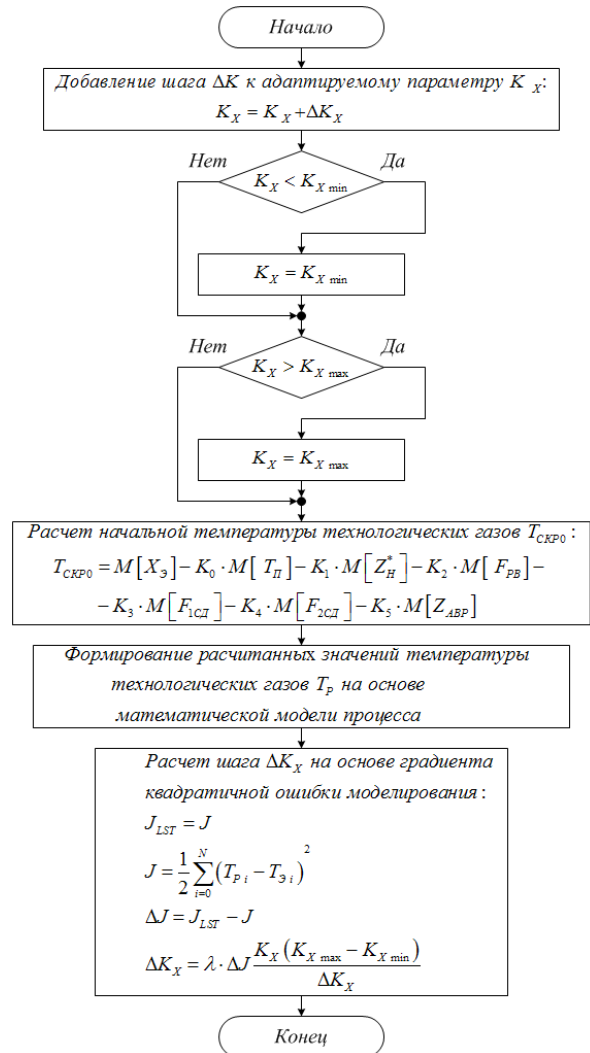 Начало
Добавление шага ΔK к адаптируемому параметру K_X:
K_X = K_X + ΔK_X
Нет Да
K_X < K_X min
K_X = K_X min
Нет Да
K_X > K_X max
K_X = K_X max
Расчет начальной температуры технологических газов T_СКР0 :
T_СКР0 = M[X_Э] − K_0 · M[ T_П] − K_1 · M[Z_Н^*] − K_2 · M[ F_РВ] −
− K_3 · M[F_1СД] − K_4 · M[F_2СД] − K_5 · M[Z_АВР]
Формирование расчитанных значений температуры
технологических газов T_Р на основе
математической модели процесса
Расчет шага ΔK_X на основе градиента
квадратичной ошибки моделирования :
J_LST = J
J = 1/2 ∑_{i=0}^{N} (T_Р i − T_Э i)^2
ΔJ = J_LST − J
ΔK_X = λ · ΔJ K_X (K_X max − K_X min) / ΔK_X
Конец